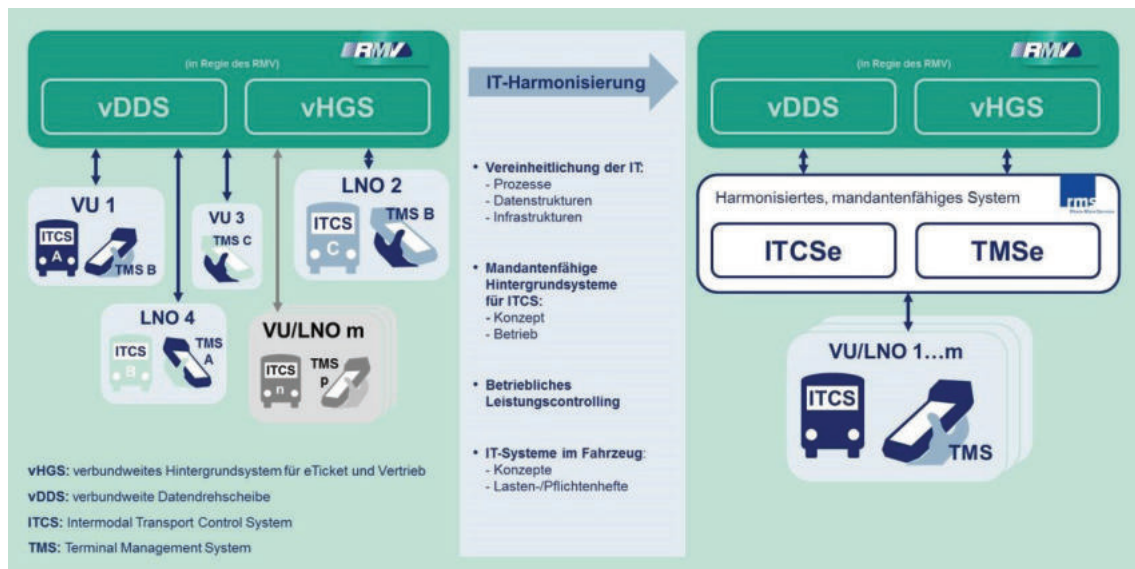 RMV
(in Regie des RMV)
vDDS
vHGS
VU 1
ITCS
A
TMS B
VU 3
TMS C
LNO 2
ITCS
C
TMS B
LNO 4
ITCS
B
TMS
A
VU/LNO m
ITCS
n
TMS
p
vHGS: verbundweites Hintergrundsystem für eTicket und Vertrieb
vDDS: verbundweite Datendrehscheibe
ITCS: Intermodal Transport Control System
TMS: Terminal Management System
IT-Harmonisierung
• Vereinheitlichung der IT:
- Prozesse
- Datenstrukturen
- Infrastrukturen
• Mandantenfähige
Hintergrundsysteme
für ITCS:
- Konzept
- Betrieb
• Betriebliches
Leistungscontrolling
• IT-Systeme im Fahrzeug:
- Konzepte
- Lasten-/Pflichtenhefte
RMV
(in Regie des RMV)
vDDS
vHGS
Harmonisiertes, mandantenfähiges System
rms
ITCSe
TMSe
VU/LNO 1...m
ITCS
TMS